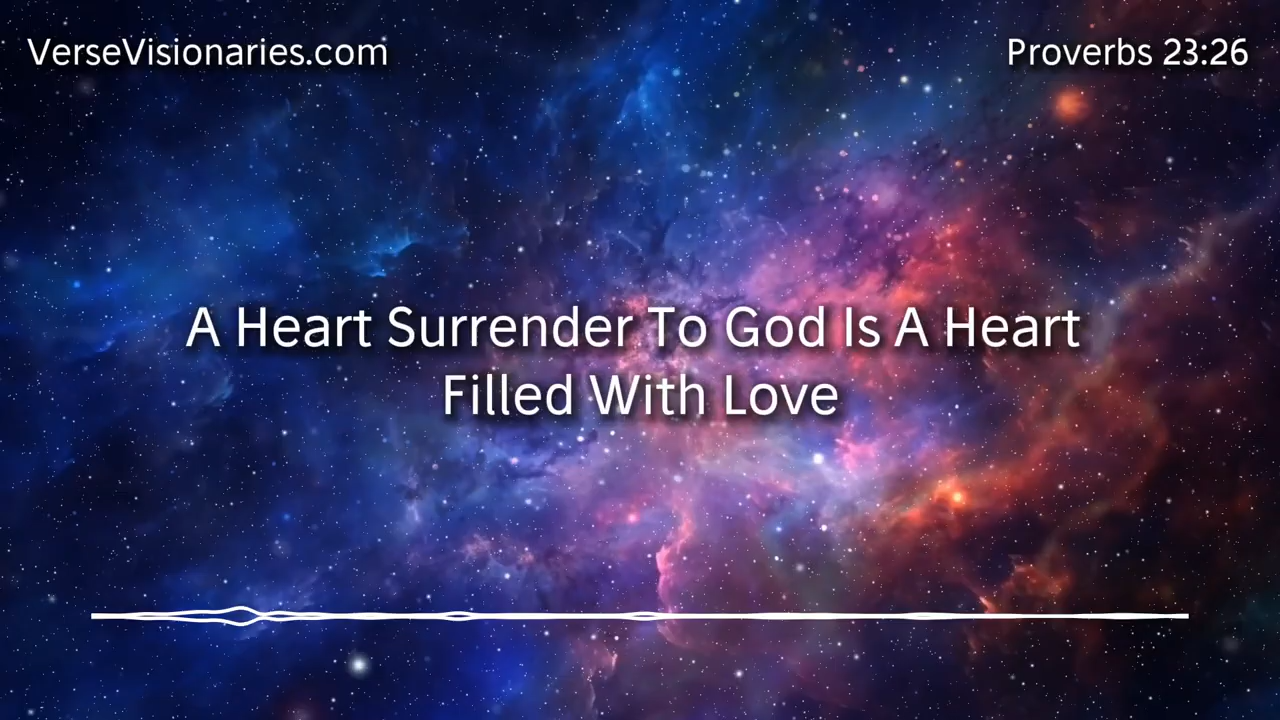 VerseVisionaries.com
Proverbs 23:26
A Heart Surrender To God Is A Heart
Filled With Love